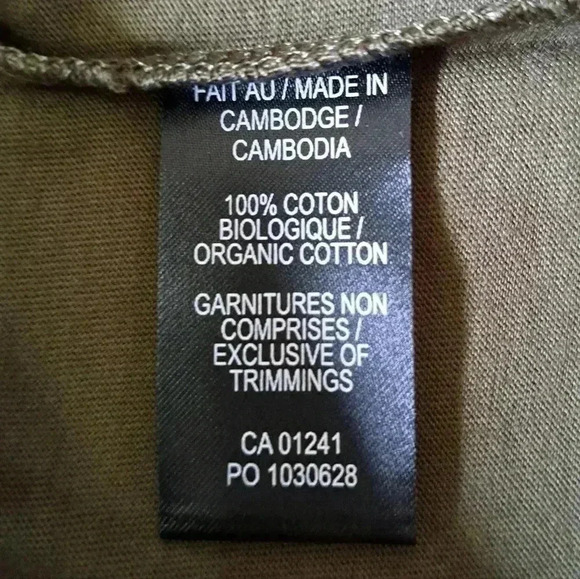 FAIT AU / MADE IN
CAMBODGE /
CAMBODIA
100% COTON
BIOLOGIQUE /
ORGANIC COTTON
GARNITURES NON
COMPRISES /
EXCLUSIVE OF
TRIMMINGS
CA 01241
PO 1030628